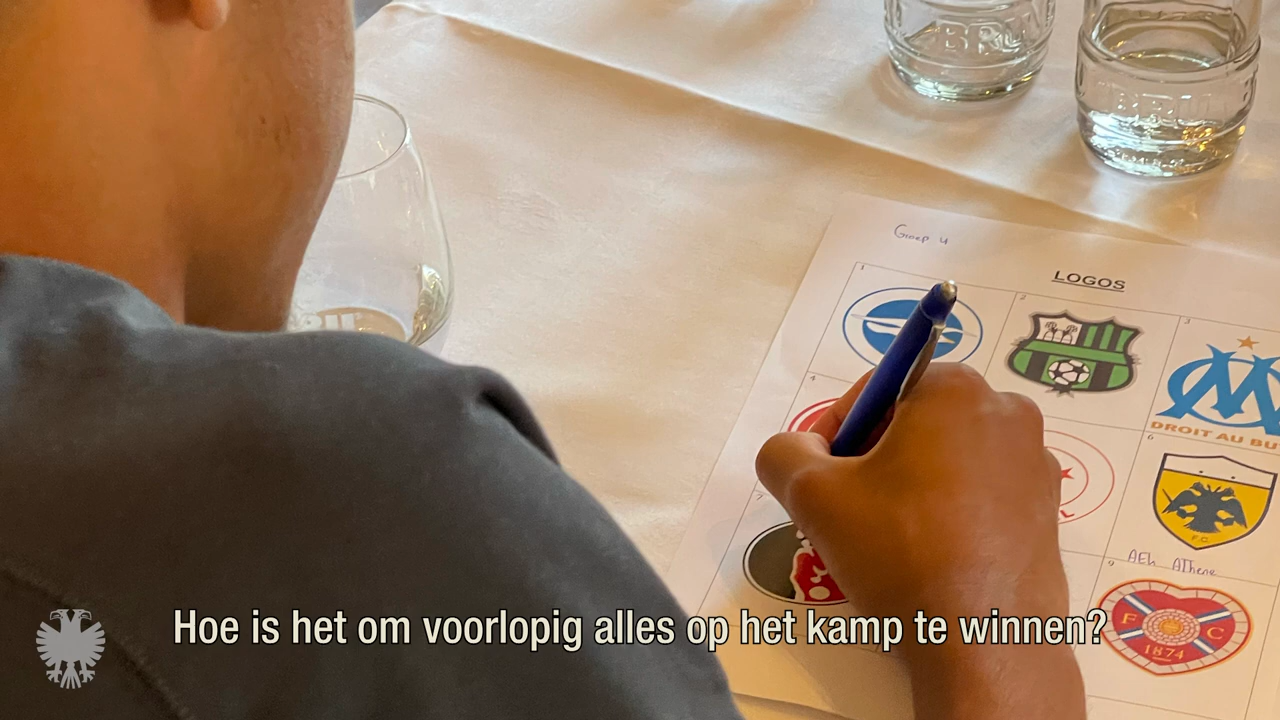 Groep 4
LOGOS
1
2
3
DROIT AU BU
4
6
F.C.
AEk AThene
7
9
F C
1874
Hoe is het om voorlopig alles op het kamp te winnen?